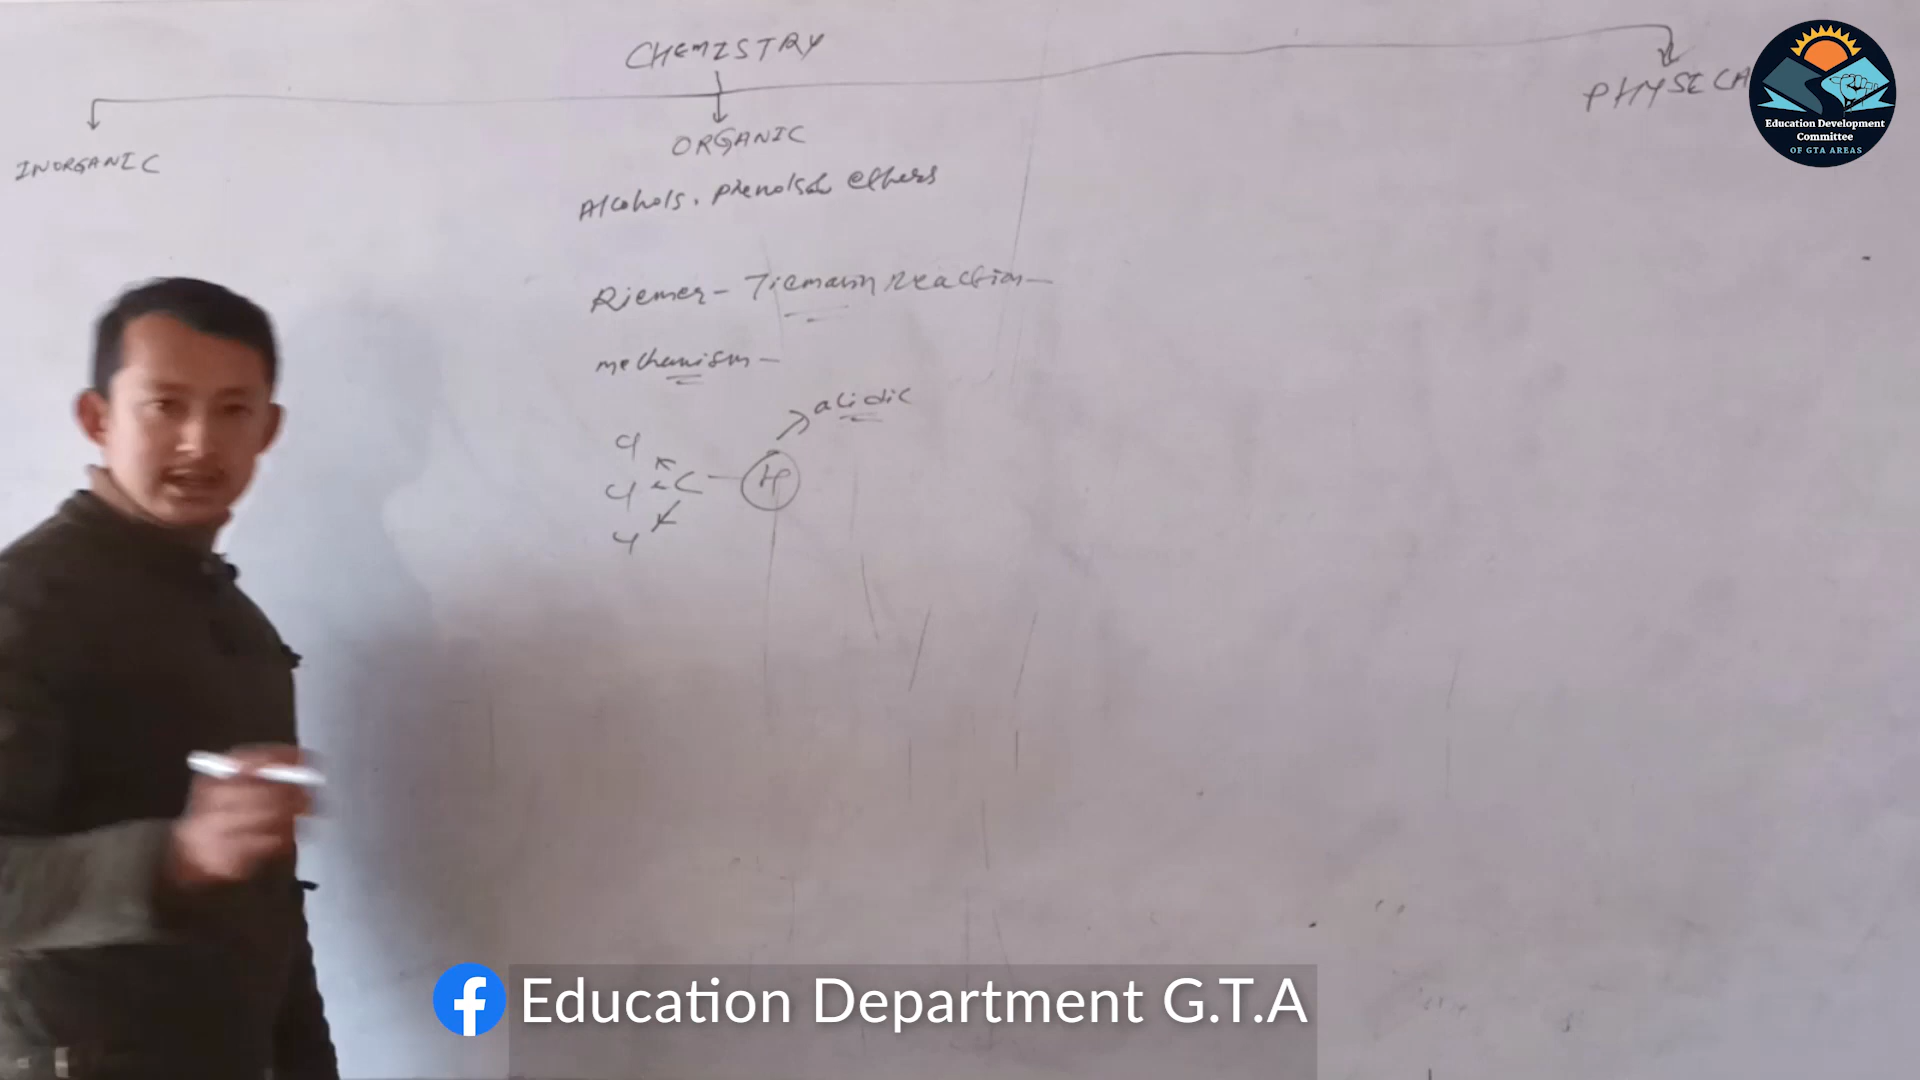 CHEMISTRY
INORGANIC
ORGANIC
PHYSICA
Alcohols, Phenols & ethers
Riemer - Tiemann Reaction -
mechanism -
acidic
Cl
Cl C - H
Cl
Education Development
Committee
OF GTA AREAS
Education Department G.T.A